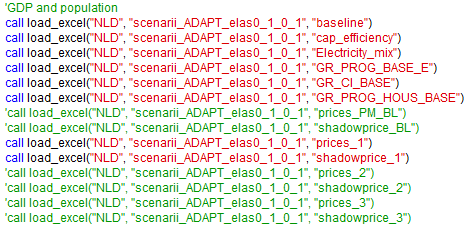 'GDP and population
call load_excel("NLD", "scenarii_ADAPT_elas0_1_0_1", "baseline")
call load_excel("NLD", "scenarii_ADAPT_elas0_1_0_1", "cap_efficiency")
call load_excel("NLD", "scenarii_ADAPT_elas0_1_0_1", "Electricity_mix")
call load_excel("NLD", "scenarii_ADAPT_elas0_1_0_1", "GR_PROG_BASE_E")
call load_excel("NLD", "scenarii_ADAPT_elas0_1_0_1", "GR_CI_BASE")
call load_excel("NLD", "scenarii_ADAPT_elas0_1_0_1", "GR_PROG_HOUS_BASE")
'call load_excel("NLD", "scenarii_ADAPT_elas0_1_0_1", "prices_PM_BL")
'call load_excel("NLD", "scenarii_ADAPT_elas0_1_0_1", "shadowprice_BL")
call load_excel("NLD", "scenarii_ADAPT_elas0_1_0_1", "prices_1")
call load_excel("NLD", "scenarii_ADAPT_elas0_1_0_1", "shadowprice_1")
'call load_excel("NLD", "scenarii_ADAPT_elas0_1_0_1", "prices_2")
'call load_excel("NLD", "scenarii_ADAPT_elas0_1_0_1", "shadowprice_2")
'call load_excel("NLD", "scenarii_ADAPT_elas0_1_0_1", "prices_3")
'call load_excel("NLD", "scenarii_ADAPT_elas0_1_0_1", "shadowprice_3")